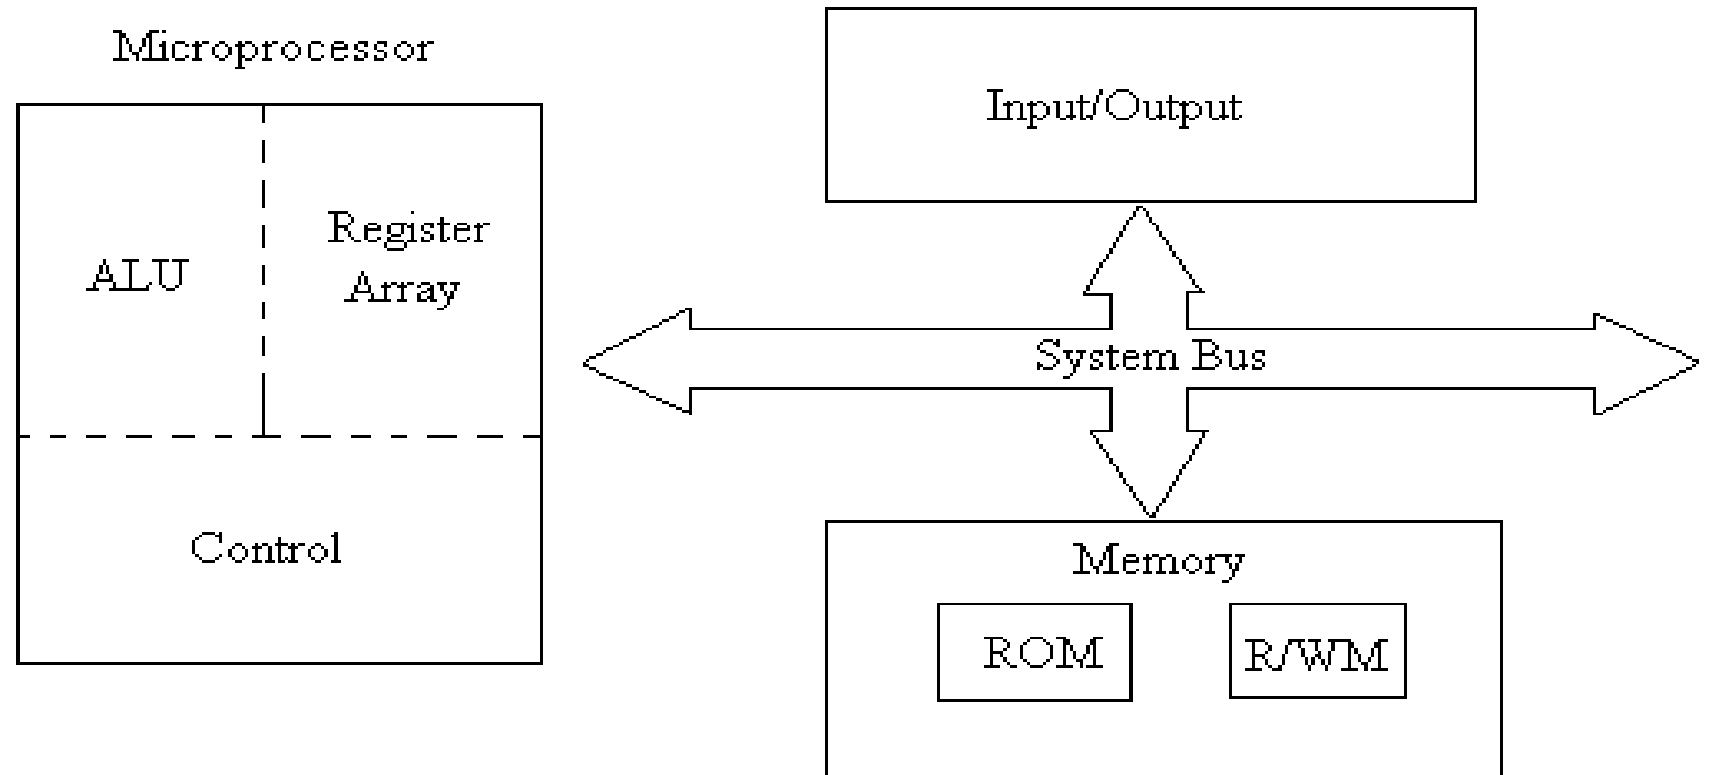 Microprocessor
ALU
Register
Array
Control
Input/Output
System Bus
Memory
ROM
R/WM